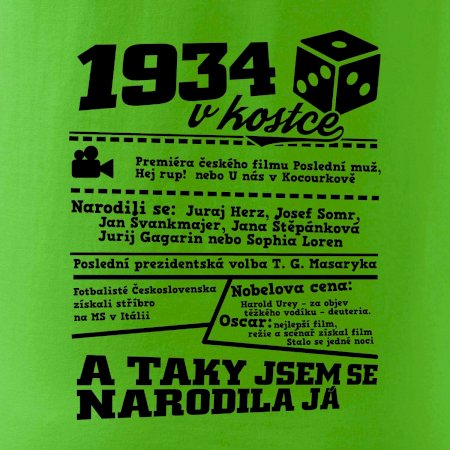 1934
v kostce
Premiéra českého filmu Poslední muž,
Hej rup! nebo U nás v Kocourkově
Narodili se: Juraj Herz, Josef Somr,
Jan Švankmajer, Jana Štěpánková
Jurij Gagarin nebo Sophia Loren
Poslední prezidentská volba T. G. Masaryka
Fotbalisté Československa
získali stříbro
na MS v Itálii
Nobelova cena:
Harold Urey - za objev
těžkého vodíku - deuteria.
Oscar: nejlepší film,
režie a scénař získal film
Stalo se jedné noci
A TAKY JSEM SE
NARODILA JÁ